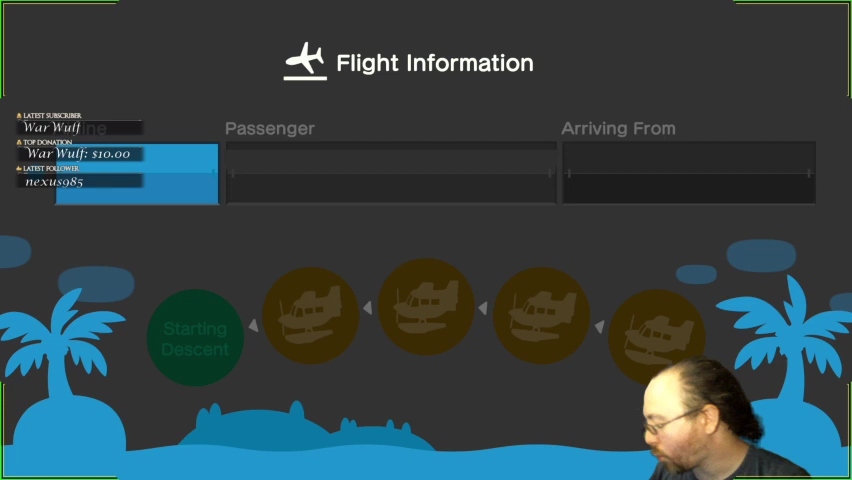 Flight Information
LATEST SUBSCRIBER
War Wulf
TOP DONATION
War Wulf: $10.00
LATEST FOLLOWER
nexus985
Passenger
Arriving From
Starting
Descent